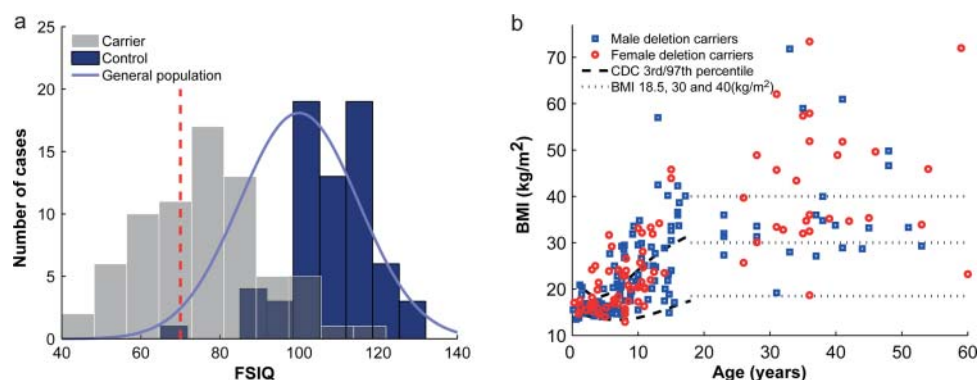 a
Number of cases
25
20
15
10
5
0
Carrier
Control
General population
40 60 80 100 120 140
FSIQ
b
BMI (kg/m²)
70
60
50
40
30
20
10
Male deletion carriers
Female deletion carriers
CDC 3rd/97th percentile
BMI 18.5, 30 and 40(kg/m²)
0 10 20 30 40 50 60
Age (years)